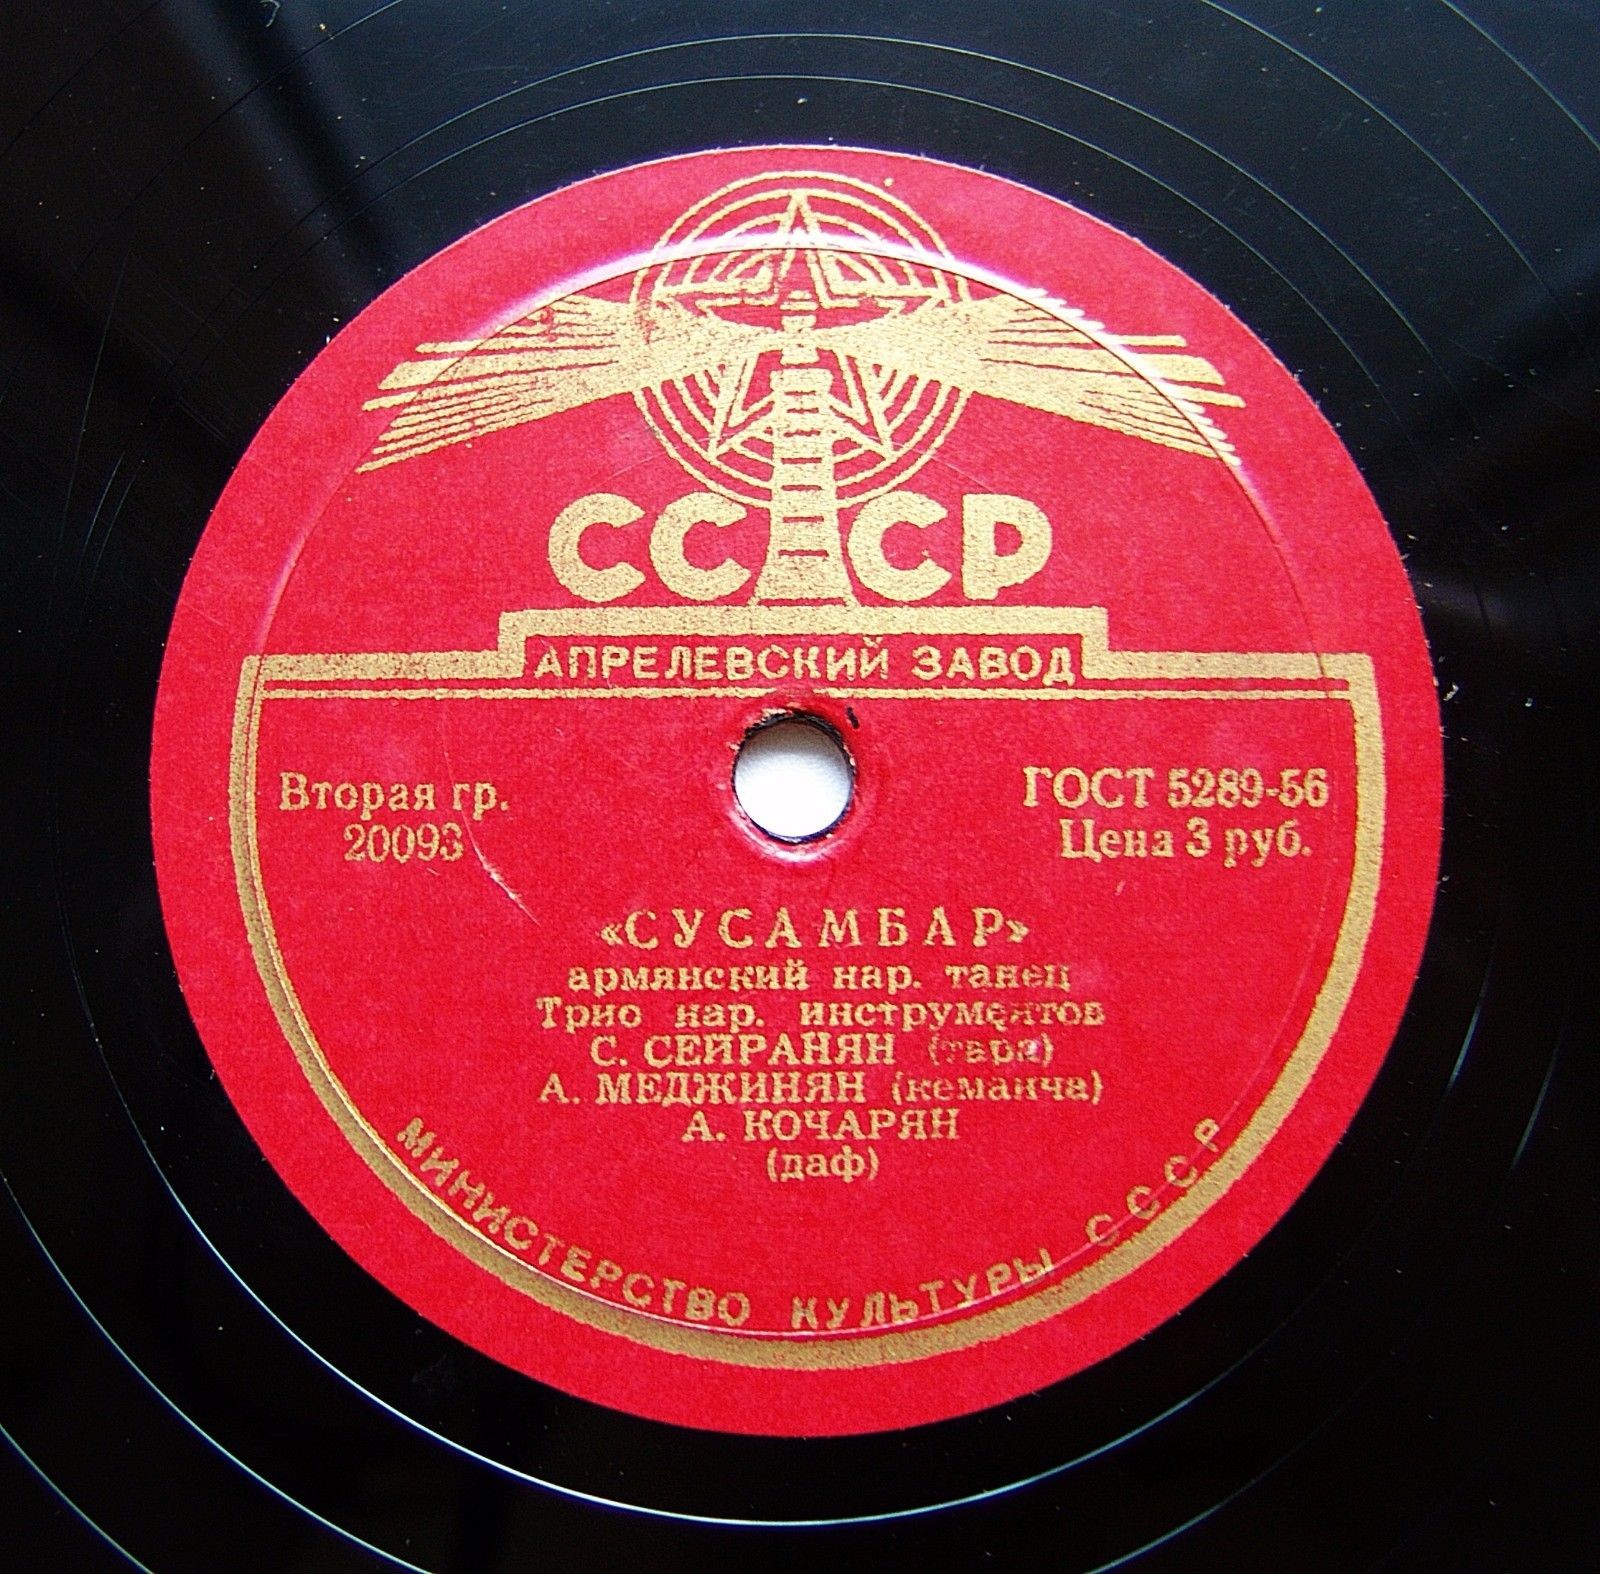 СССР
АПРЕЛЕВСКИЙ ЗАВОД
Вторая гр.
20093
ГОСТ 5289-56
Цена 3 руб.
«СУСАМБАР»
армянский нар. танец
Трио нар. инструментов
С. СЕЙРАНЯН (тара)
А. МЕДЖИНЯН (кеманча)
А. КОЧАРЯН
(даф)
МИНИСТЕРСТВО КУЛЬТУРЫ СССР